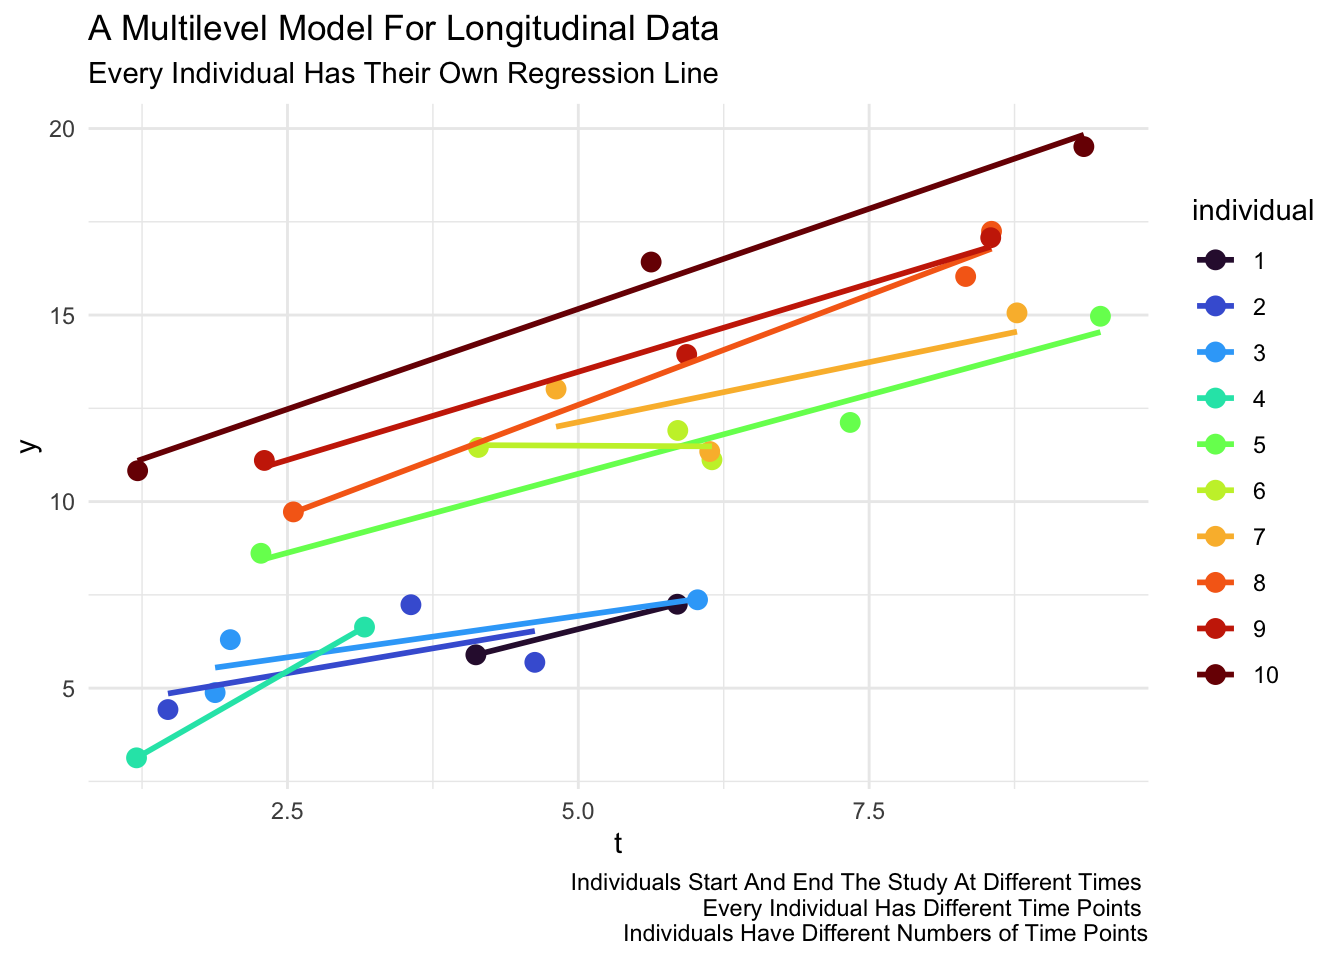 A Multilevel Model For Longitudinal Data
Every Individual Has Their Own Regression Line
20
15
10
5
y
2.5 5.0 7.5
t
individual
1
2
3
4
5
6
7
8
9
10
Individuals Start And End The Study At Different Times
Every Individual Has Different Time Points
Individuals Have Different Numbers of Time Points